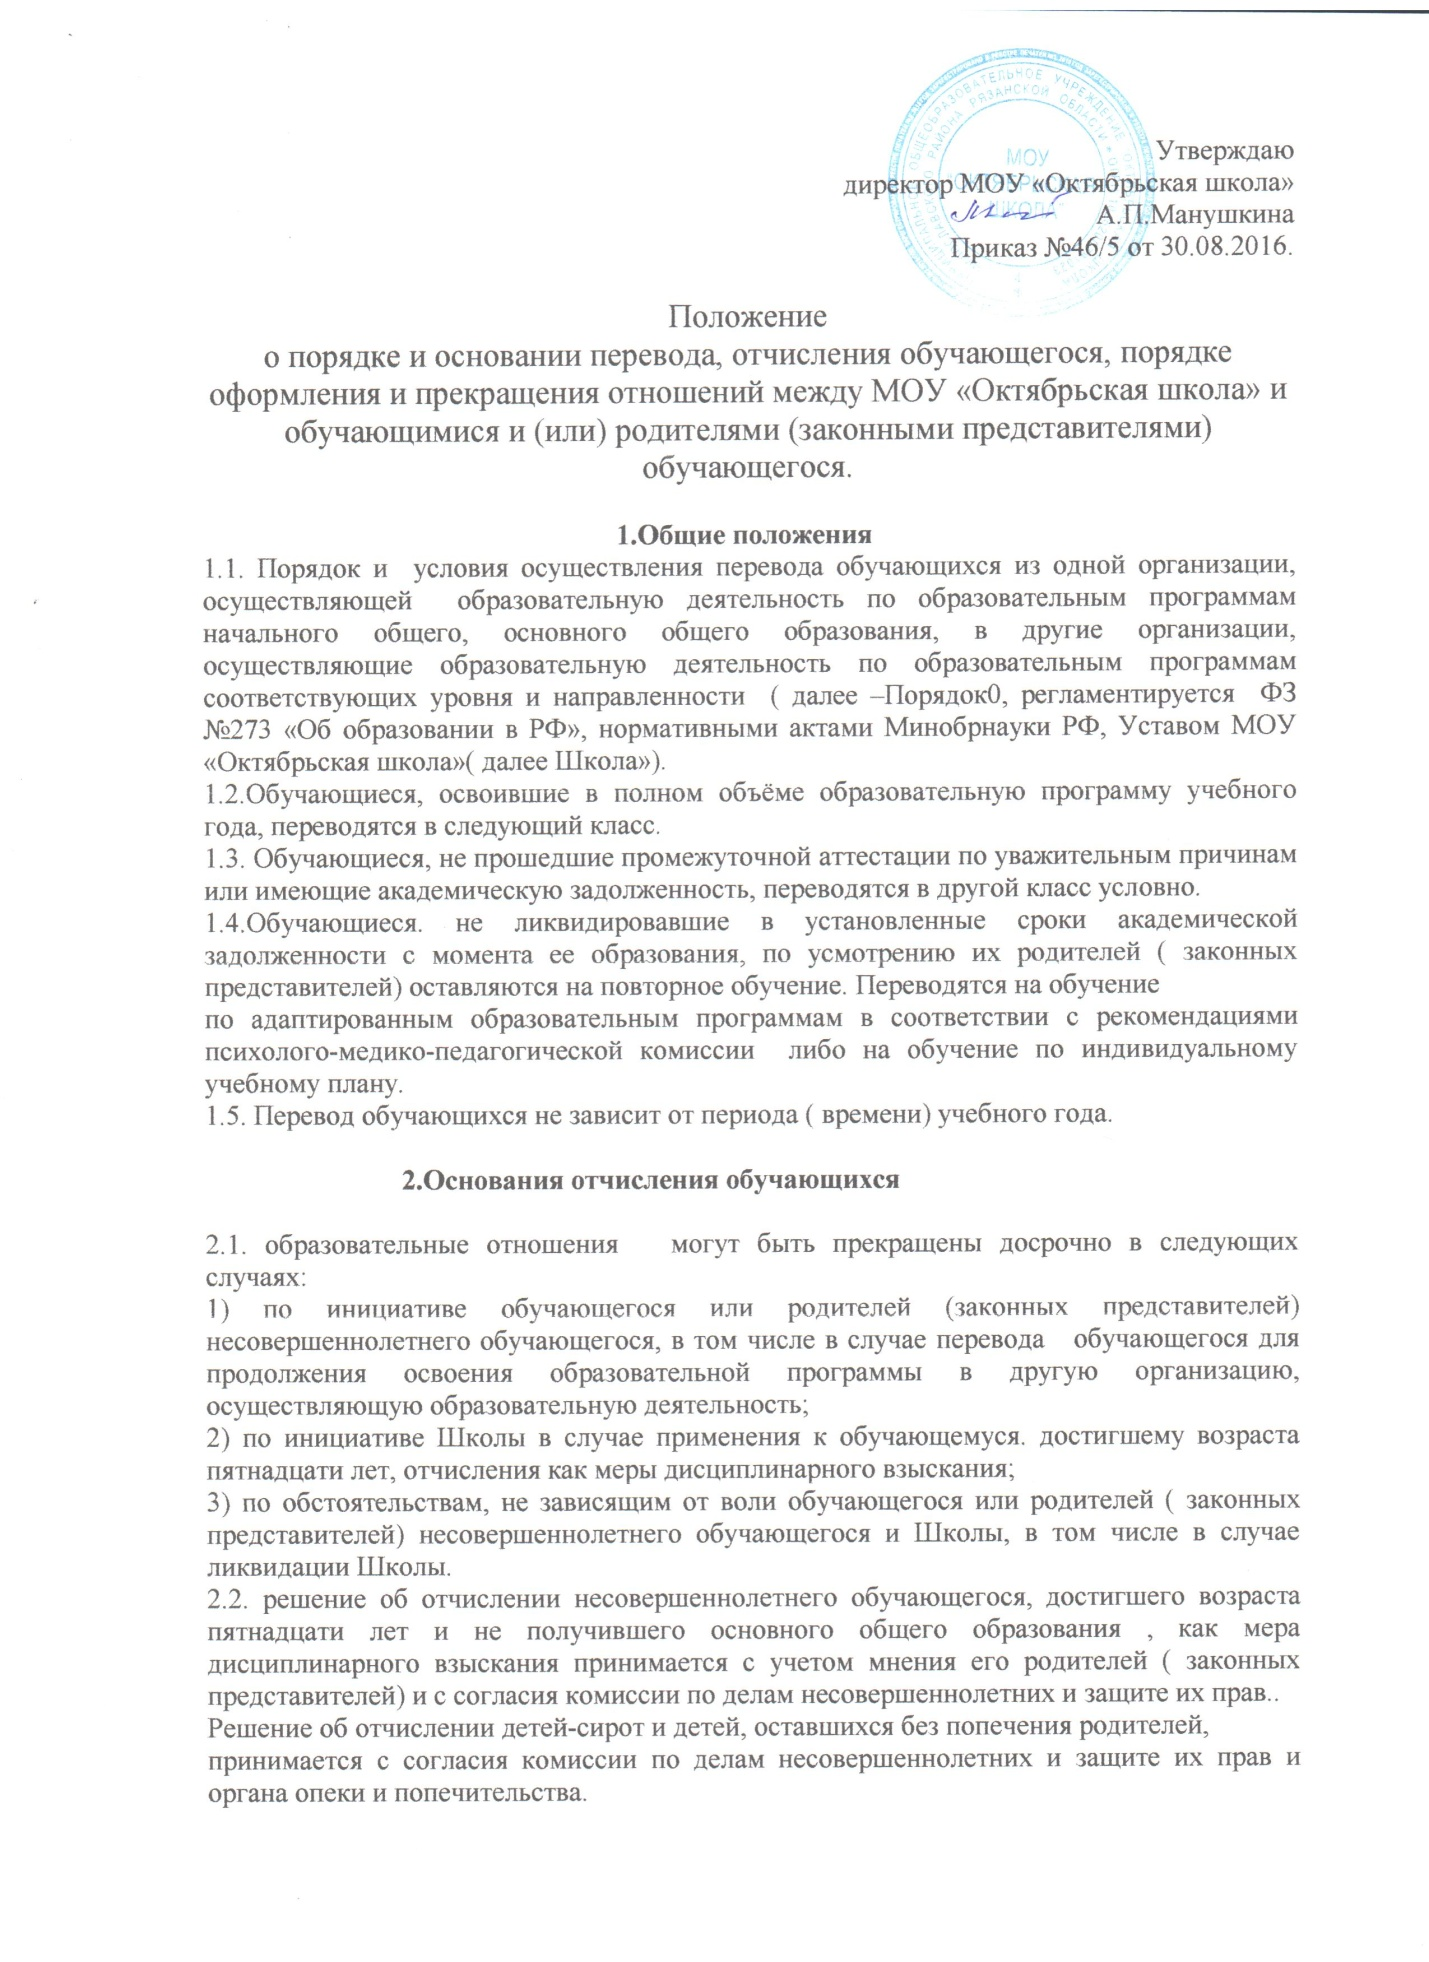 МОУ
"ОКТЯБРЬСКАЯ
ШКОЛА"
Утверждаю
директор МОУ «Октябрьская школа»
А.П.Манушкина
Приказ №46/5 от 30.08.2016.
Положение
о порядке и основании перевода, отчисления обучающегося, порядке
оформления и прекращения отношений между МОУ «Октябрьская школа» и
обучающимися и (или) родителями (законными представителями)
обучающегося.
1.Общие положения
1.1. Порядок и условия осуществления перевода обучающихся из одной организации,
осуществляющей образовательную деятельность по образовательным программам
начального общего, основного общего образования, в другие организации,
осуществляющие образовательную деятельность по образовательным программам
соответствующих уровня и направленности ( далее –Порядок0, регламентируется ФЗ
№273 «Об образовании в РФ», нормативными актами Минобрнауки РФ, Уставом МОУ
«Октябрьская школа»( далее Школа»).
1.2.Обучающиеся, освоившие в полном объёме образовательную программу учебного
года, переводятся в следующий класс.
1.3. Обучающиеся, не прошедшие промежуточной аттестации по уважительным причинам
или имеющие академическую задолженность, переводятся в другой класс условно.
1.4.Обучающиеся. не ликвидировавшие в установленные сроки академической
задолженности с момента ее образования, по усмотрению их родителей ( законных
представителей) оставляются на повторное обучение. Переводятся на обучение
по адаптированным образовательным программам в соответствии с рекомендациями
психолого-медико-педагогической комиссии либо на обучение по индивидуальному
учебному плану.
1.5. Перевод обучающихся не зависит от периода ( времени) учебного года.
2.Основания отчисления обучающихся
2.1. образовательные отношения могут быть прекращены досрочно в следующих
случаях:
1) по инициативе обучающегося или родителей (законных представителей)
несовершеннолетнего обучающегося, в том числе в случае перевода обучающегося для
продолжения освоения образовательной программы в другую организацию,
осуществляющую образовательную деятельность;
2) по инициативе Школы в случае применения к обучающемуся. достигшему возраста
пятнадцати лет, отчисления как меры дисциплинарного взыскания;
3) по обстоятельствам, не зависящим от воли обучающегося или родителей ( законных
представителей) несовершеннолетнего обучающегося и Школы, в том числе в случае
ликвидации Школы.
2.2. решение об отчислении несовершеннолетнего обучающегося, достигшего возраста
пятнадцати лет и не получившего основного общего образования , как мера
дисциплинарного взыскания принимается с учетом мнения его родителей ( законных
представителей) и с согласия комиссии по делам несовершеннолетних и защите их прав..
Решение об отчислении детей-сирот и детей, оставшихся без попечения родителей,
принимается с согласия комиссии по делам несовершеннолетних и защите их прав и
органа опеки и попечительства.